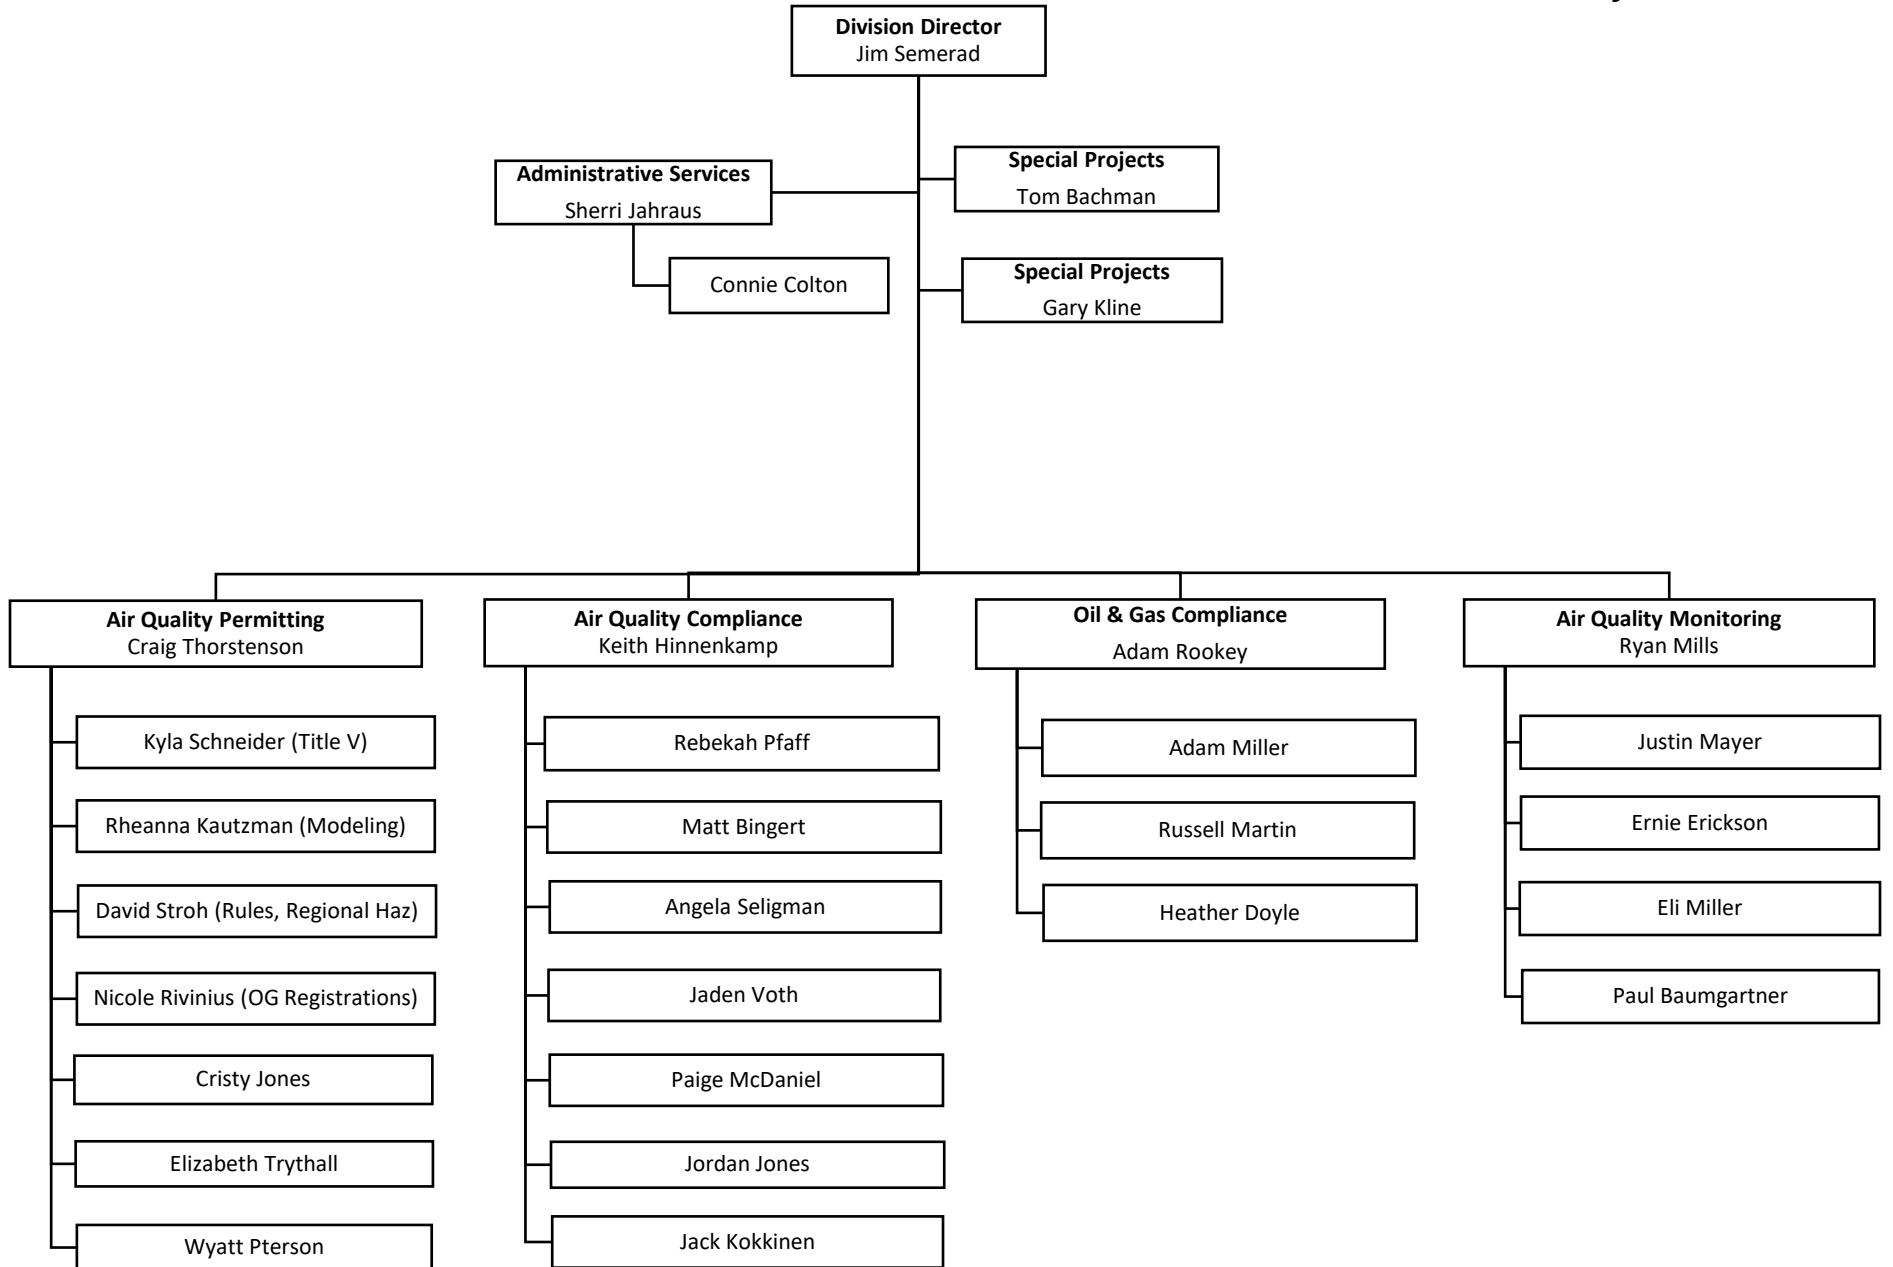 Division Director
Jim Semerad
Administrative Services
Sherri Jahraus
Special Projects
Tom Bachman
Connie Colton
Special Projects
Gary Kline
Air Quality Permitting
Craig Thorstenson
Kyla Schneider (Title V)
Rheanna Kautzman (Modeling)
David Stroh (Rules, Regional Haz)
Nicole Rivinius (OG Registrations)
Cristy Jones
Elizabeth Trythall
Wyatt Pterson
Air Quality Compliance
Keith Hinnenkamp
Rebekah Pfaff
Matt Bingert
Angela Seligman
Jaden Voth
Paige McDaniel
Jordan Jones
Jack Kokkinen
Oil & Gas Compliance
Adam Rookey
Adam Miller
Russell Martin
Heather Doyle
Air Quality Monitoring
Ryan Mills
Justin Mayer
Ernie Erickson
Eli Miller
Paul Baumgartner